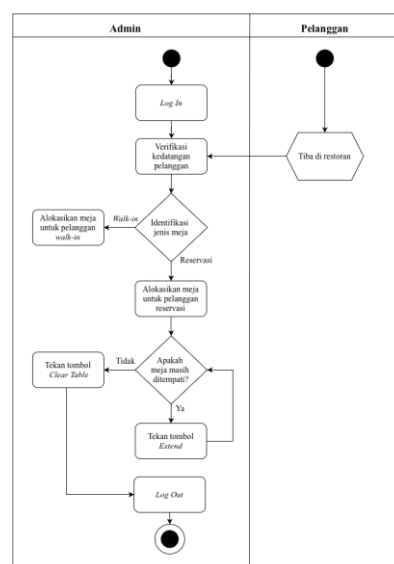 Admin
Pelanggan
Log In
Verifikasi
kedatangan
pelanggan
Tiba di restoran
Identifikasi
jenis meja
Walk-in
Alokasikan meja
untuk pelanggan
walk-in
Reservasi
Alokasikan meja
untuk pelanggan
reservasi
Apakah
meja masih
ditempati?
Tidak
Tekan tombol
Clear Table
Ya
Tekan tombol
Extend
Log Out